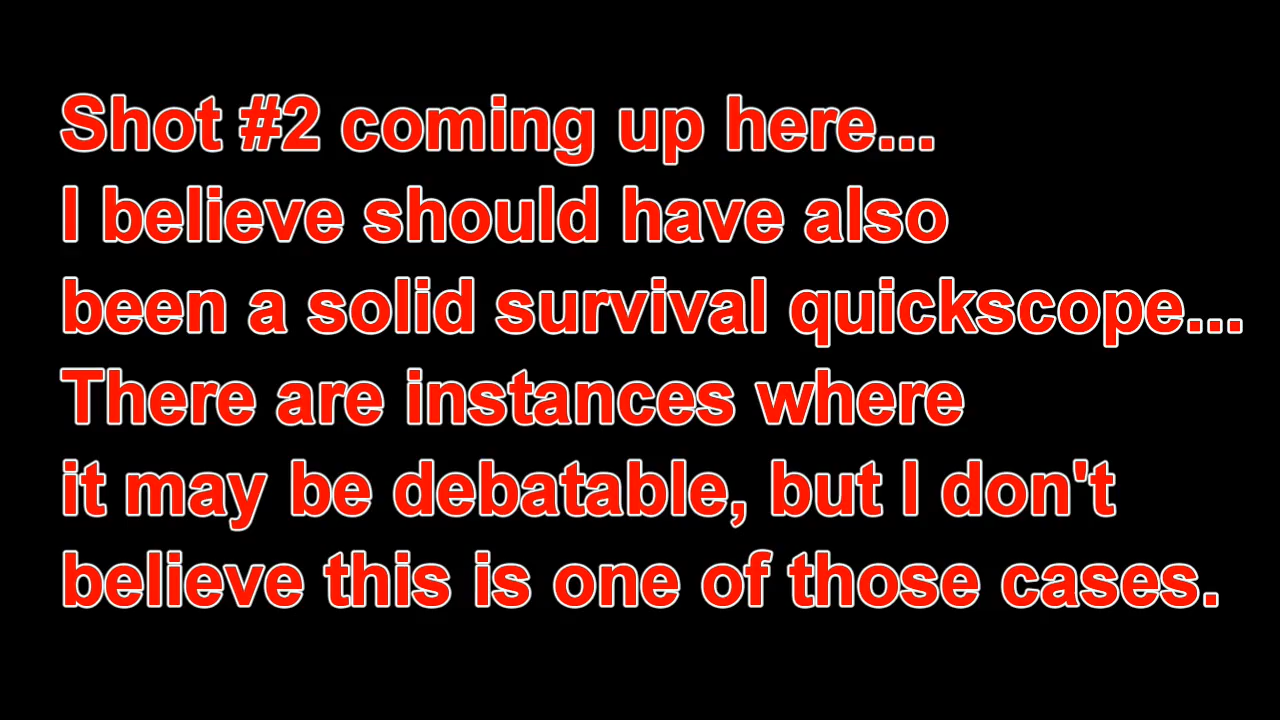 Shot #2 coming up here...
I believe should have also
been a solid survival quickscope...
There are instances where
it may be debatable, but I don't
believe this is one of those cases.